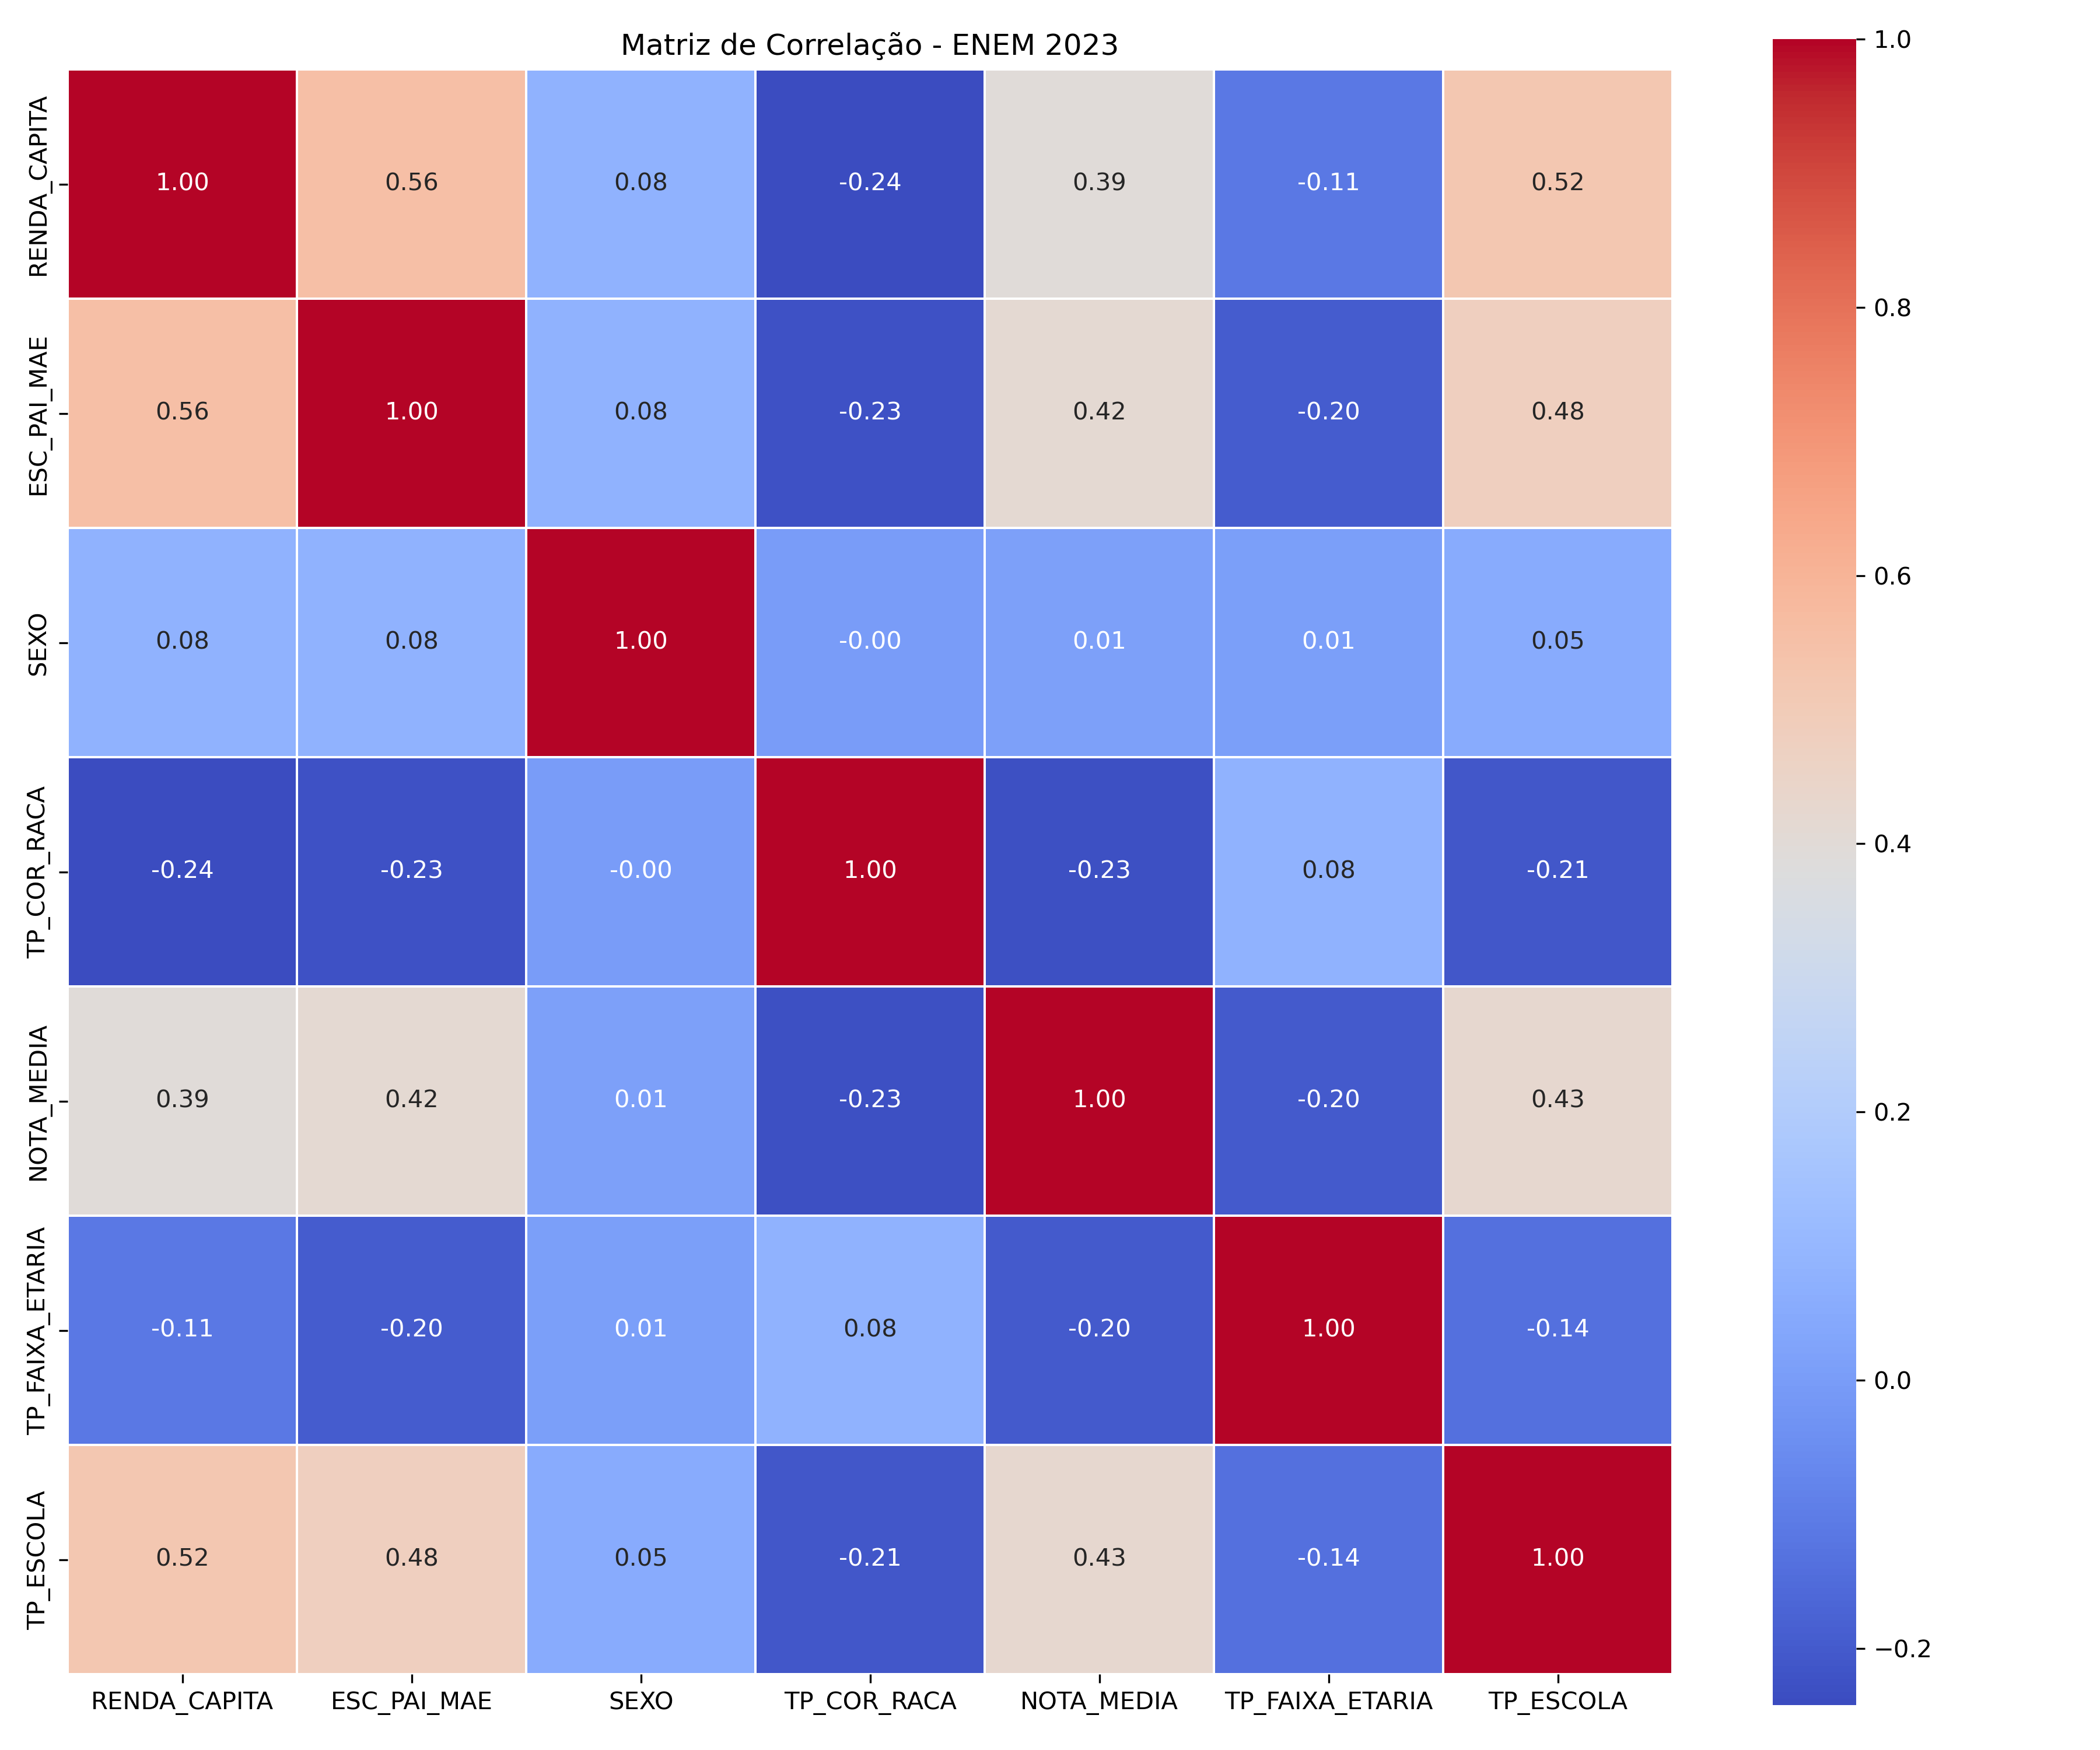 Matriz de Correlação - ENEM 2023
RENDA_CAPITA 1.00 0.56 0.08 -0.24 0.39 -0.11 0.52
ESC_PAI_MAE 0.56 1.00 0.08 -0.23 0.42 -0.20 0.48
SEXO 0.08 0.08 1.00 -0.00 0.01 0.01 0.05
TP_COR_RACA -0.24 -0.23 -0.00 1.00 -0.23 0.08 -0.21
NOTA_MEDIA 0.39 0.42 0.01 -0.23 1.00 -0.20 0.43
TP_FAIXA_ETARIA -0.11 -0.20 0.01 0.08 -0.20 1.00 -0.14
TP_ESCOLA 0.52 0.48 0.05 -0.21 0.43 -0.14 1.00
RENDA_CAPITA ESC_PAI_MAE SEXO TP_COR_RACA NOTA_MEDIA TP_FAIXA_ETARIA TP_ESCOLA
1.0
0.8
0.6
0.4
0.2
0.0
−0.2